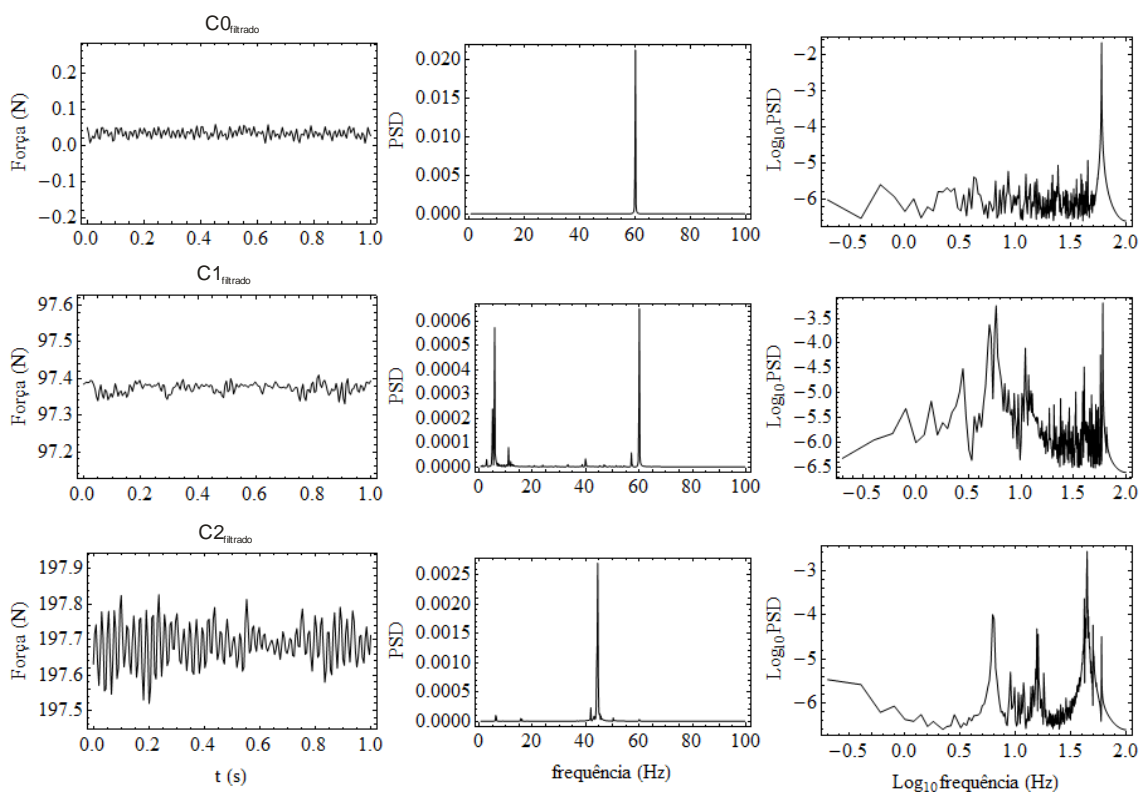 C0filtrado
Força (N)
0.2
0.1
0.0
−0.1
−0.2
0.0 0.2 0.4 0.6 0.8 1.0
PSD
0.020
0.015
0.010
0.005
0.000
0 20 40 60 80 100
Log10PSD
−2
−3
−4
−5
−6
−0.5 0.0 0.5 1.0 1.5 2.0
C1filtrado
Força (N)
97.6
97.5
97.4
97.3
97.2
0.0 0.2 0.4 0.6 0.8 1.0
PSD
0.0006
0.0005
0.0004
0.0003
0.0002
0.0001
0.0000
0 20 40 60 80 100
Log10PSD
−3.5
−4.0
−4.5
−5.0
−5.5
−6.0
−6.5
−0.5 0.0 0.5 1.0 1.5 2.0
C2filtrado
Força (N)
197.9
197.8
197.7
197.6
197.5
0.0 0.2 0.4 0.6 0.8 1.0
t (s)
PSD
0.0025
0.0020
0.0015
0.0010
0.0005
0.0000
0 20 40 60 80 100
frequência (Hz)
Log10PSD
−3
−4
−5
−6
−0.5 0.0 0.5 1.0 1.5 2.0
Log10frequência (Hz)